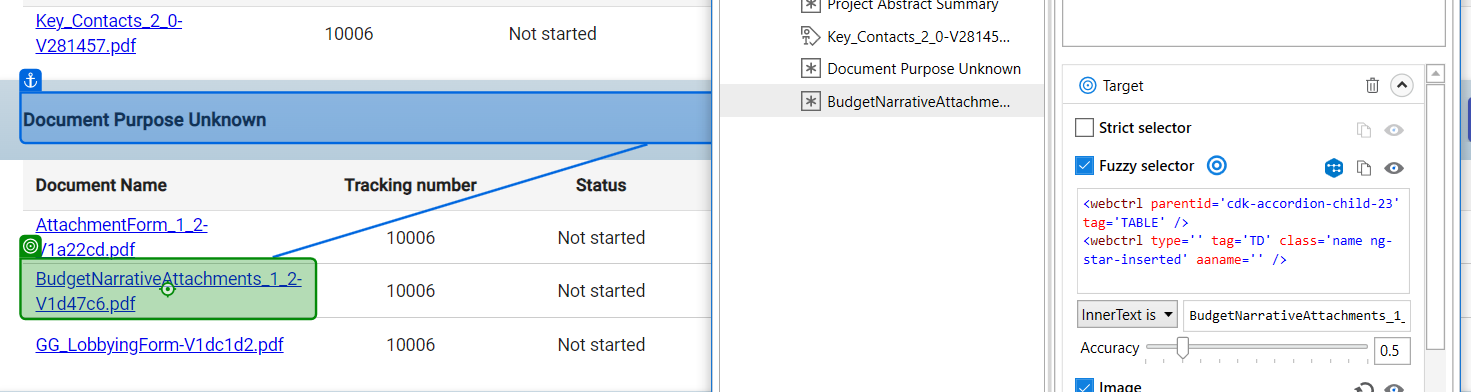 Key_Contacts_2_0-
V281457.pdf
10006
Not started
Document Purpose Unknown
Document Name
Tracking number
Status
AttachmentForm_1_2-
V1a22cd.pdf
10006
Not started
BudgetNarrativeAttachments_1_2-
V1d47c6.pdf
10006
Not started
GG_LobbyingForm-V1dc1d2.pdf
10006
Not started
Project Abstract Summary
Key_Contacts_2_0-V28145...
Document Purpose Unknown
BudgetNarrativeAttachme...
Target
Strict selector
Fuzzy selector
<webctrl parentid='cdk-accordion-child-23'
tag='TABLE' />
<webctrl type='' tag='TD' class='name ng-
star-inserted' aaname='' />
InnerText is
BudgetNarrativeAttachments_1_
Accuracy
0.5
Image